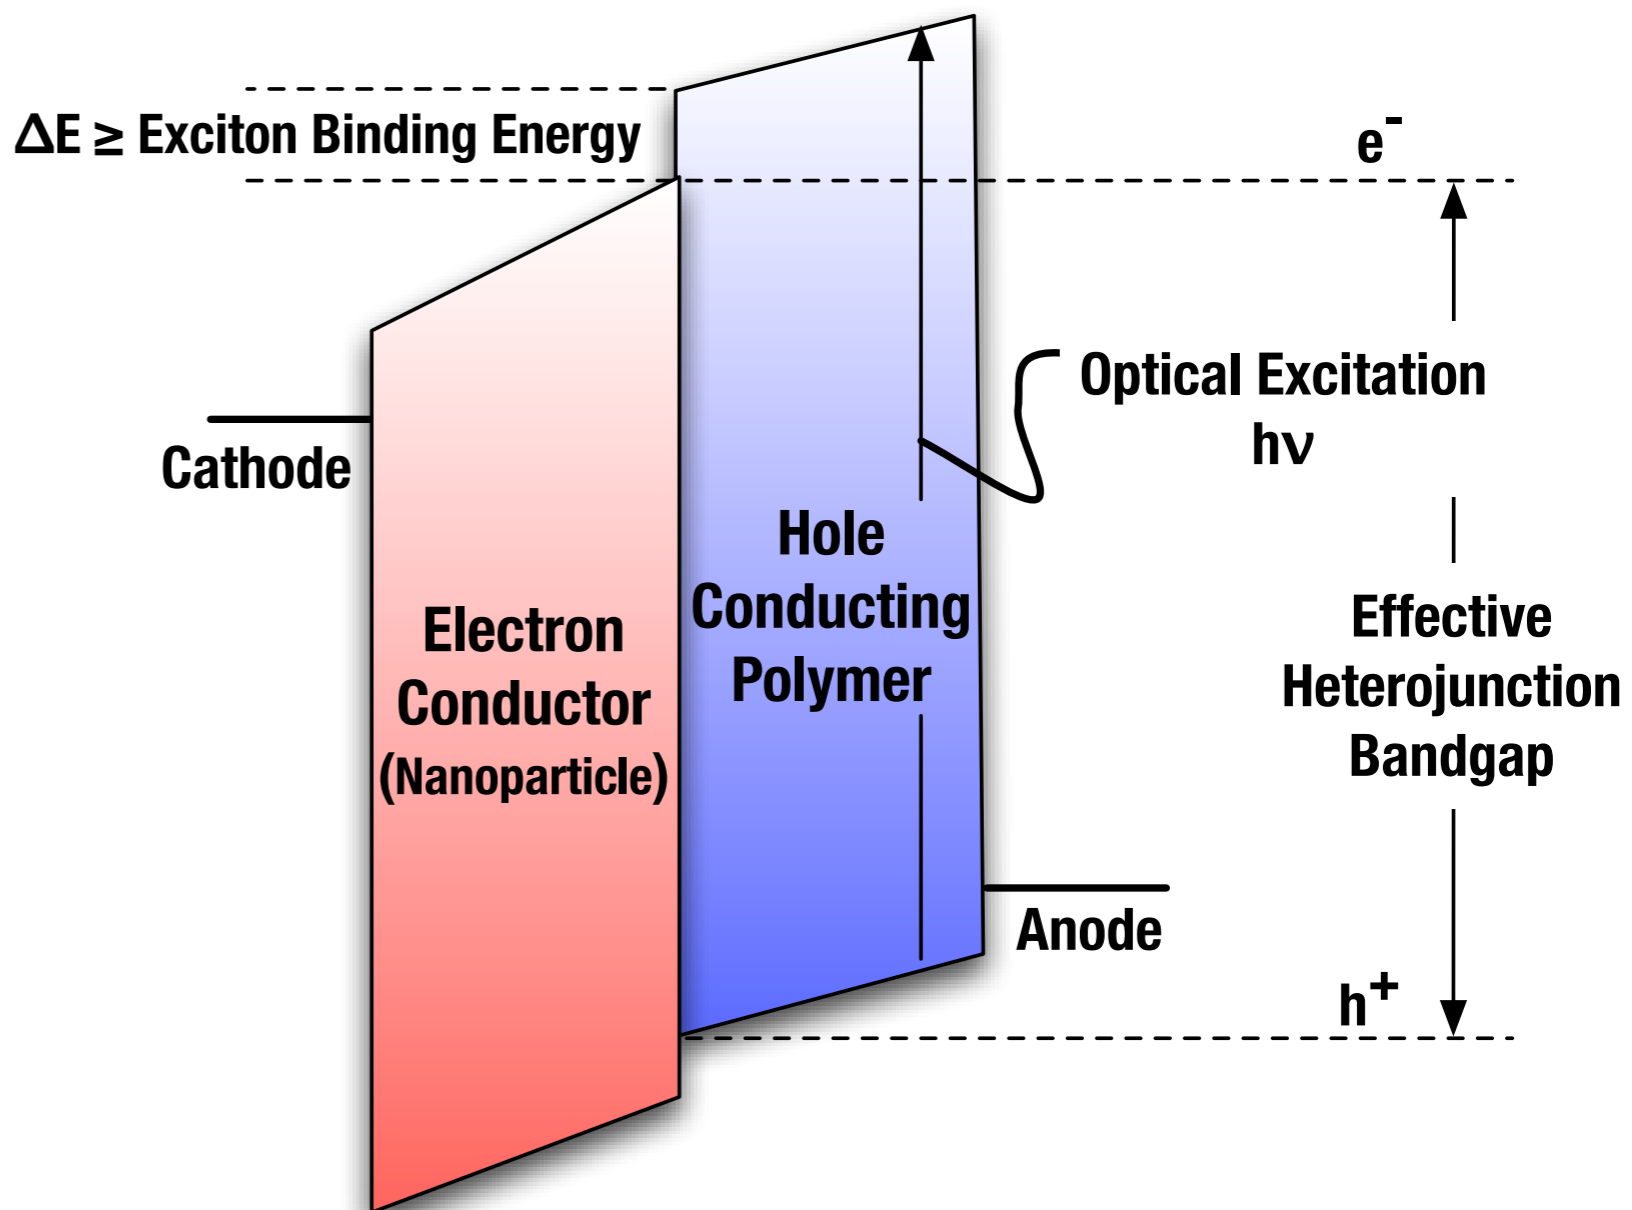 ΔE ≥ Exciton Binding Energy
e-
Optical Excitation
hν
Cathode
Hole
Conducting
Polymer
Electron
Conductor
(Nanoparticle)
Effective
Heterojunction
Bandgap
Anode
h+